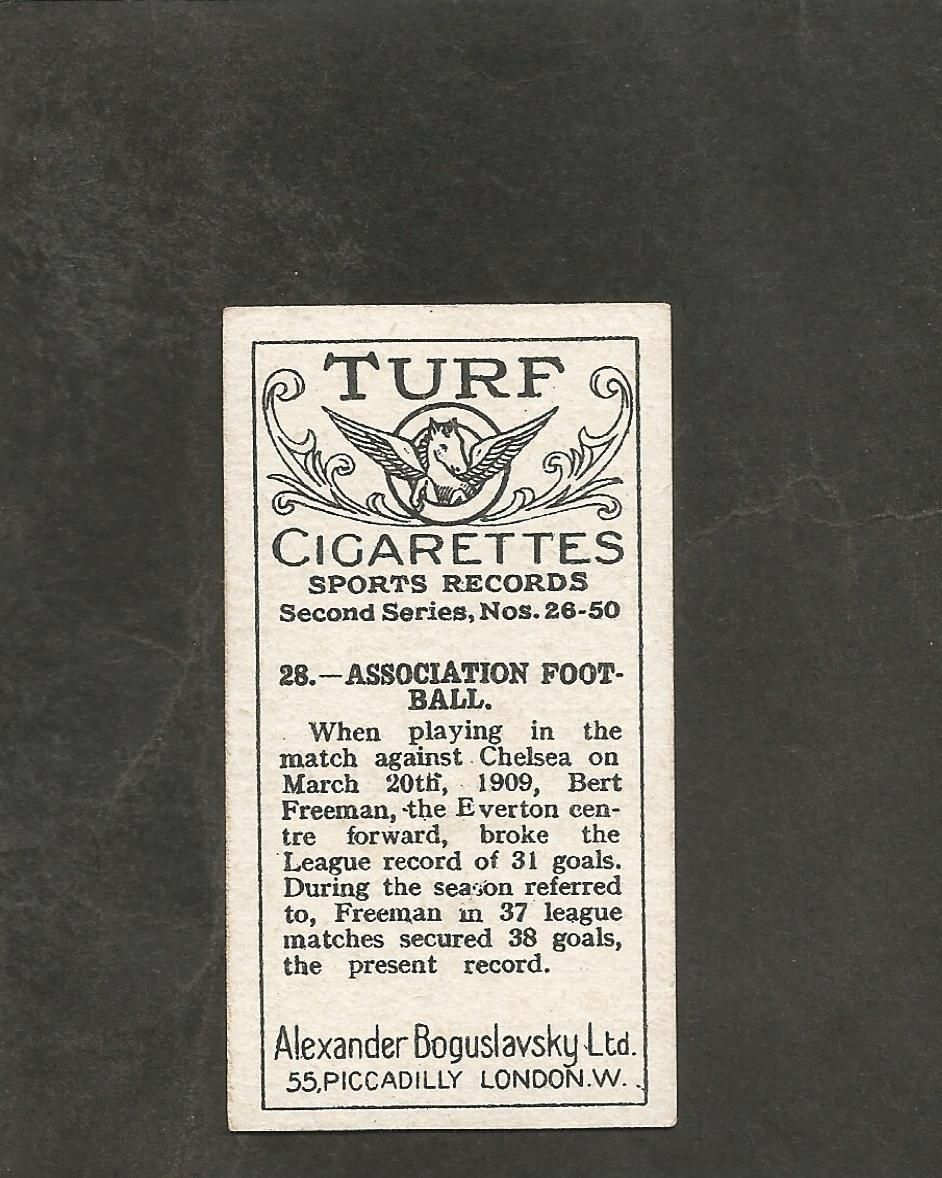 TURF
CIGARETTES
SPORTS RECORDS
Second Series, Nos. 26-50
28.—ASSOCIATION FOOT-
BALL.
When playing in the
match against Chelsea on
March 20th, 1909, Bert
Freeman, the Everton cen-
tre forward, broke the
League record of 31 goals.
During the season referred
to, Freeman in 37 league
matches secured 38 goals,
the present record.
Alexander Boguslavsky Ltd.
55, PICCADILLY LONDON. W.